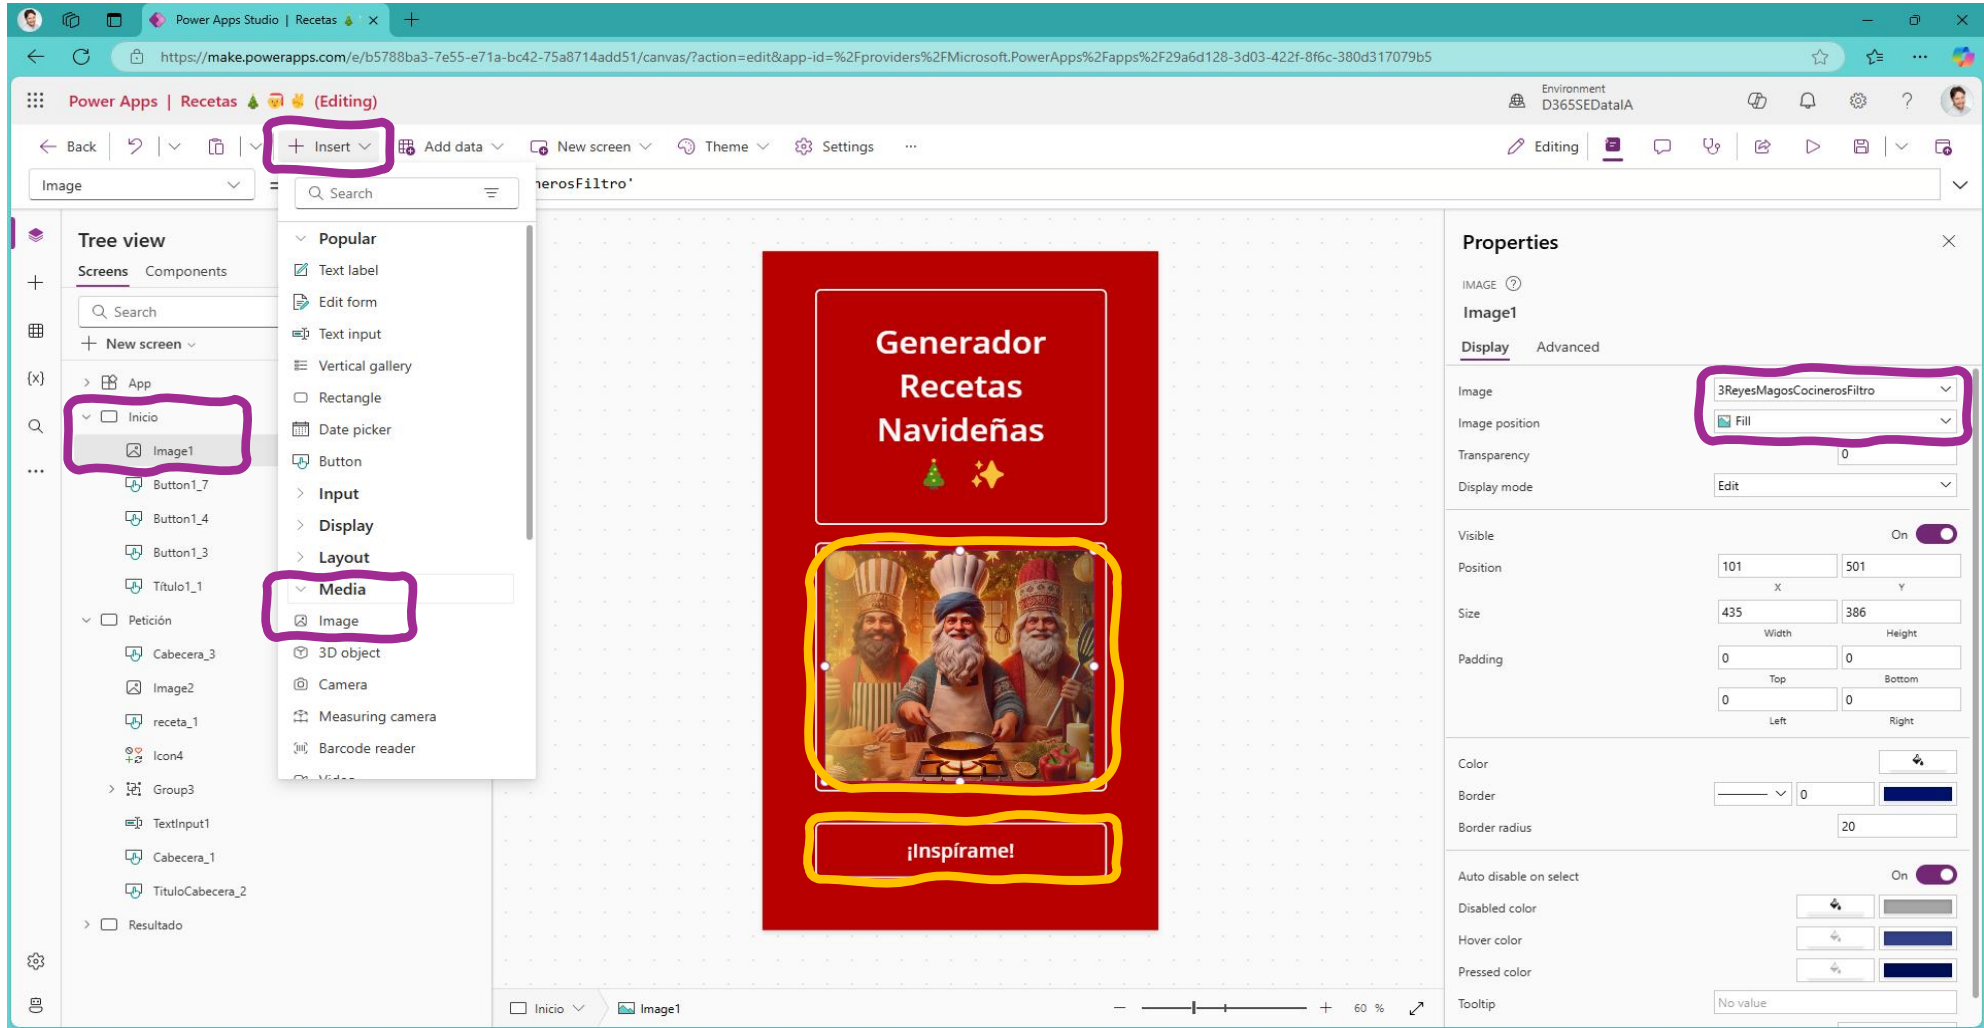 Power Apps Studio | Recetas 🎄
https://make.powerapps.com/e/b5788ba3-7e55-e71a-bc42-75a8714add51/canvas/?action=edit&app-id=%2Fproviders%2FMicrosoft.PowerApps%2Fapps%2F29a6d128-3d03-422f-8f6c-380d317079b5
Power Apps | Recetas 🎄 🎅 ✌ (Editing)
Environment
D365SEDataIA
Back
Insert
Add data
New screen
Theme
Settings
...
Editing
Image
=
nerosFiltro'
Search
Popular
Text label
Edit form
Text input
Vertical gallery
Rectangle
Date picker
Button
Input
Display
Layout
Media
Image
3D object
Camera
Measuring camera
Barcode reader
Tree view
Screens Components
Search
New screen
App
Inicio
Image1
Button1_7
Button1_4
Button1_3
Título1_1
Petición
Cabecera_3
Image2
receta_1
Icon4
Group3
TextInput1
Cabecera_1
TituloCabecera_2
Resultado
Generador
Recetas
Navideñas
🎄 ✨
¡Inspírame!
Inicio
Image1
60 %
Properties
IMAGE
Image1
Display Advanced
Image 3ReyesMagosCocinerosFiltro
Image position Fill
Transparency 0
Display mode Edit
Visible On
Position 101 501
X Y
Size 435 386
Width Height
Padding 0 0
Top Bottom
0 0
Left Right
Color
Border 0
Border radius 20
Auto disable on select On
Disabled color
Hover color
Pressed color
Tooltip No value